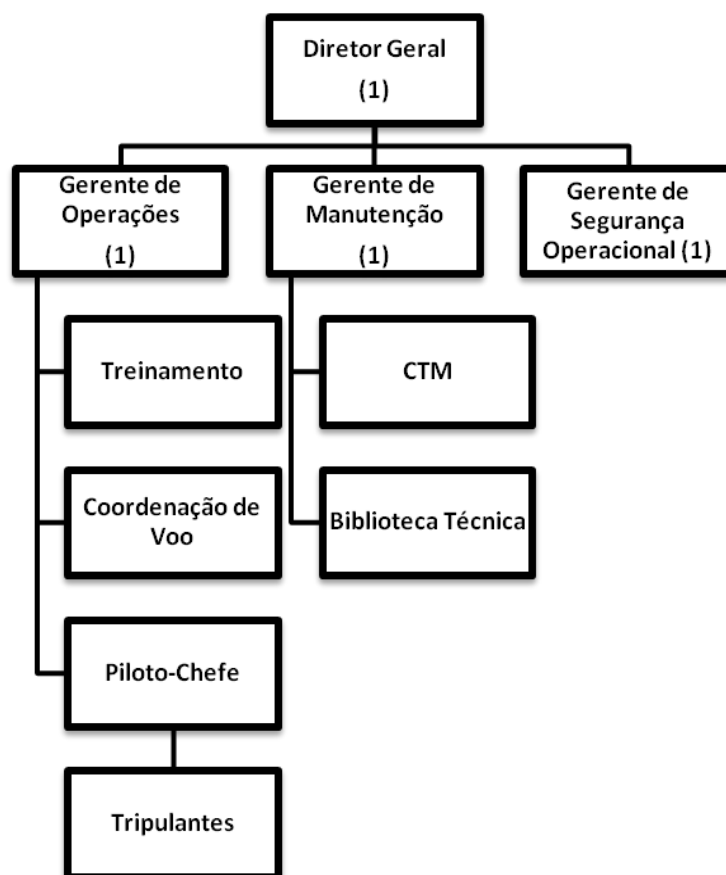 Diretor Geral
(1)
Gerente de
Operações
(1)
Gerente de
Manutenção
(1)
Gerente de
Segurança
Operacional (1)
Treinamento
CTM
Coordenação de
Voo
Biblioteca Técnica
Piloto-Chefe
Tripulantes